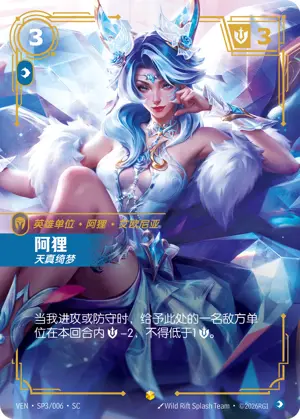 3
3
英雄单位 · 阿狸 · 艾欧尼亚
阿狸
天真绮梦
当我进攻或防守时，给予此处的一名敌方单
位在本回合内 -2，不得低于1 。
VEN · SP3/006 · SC Wild Rift Splash Team · ©2026RGI